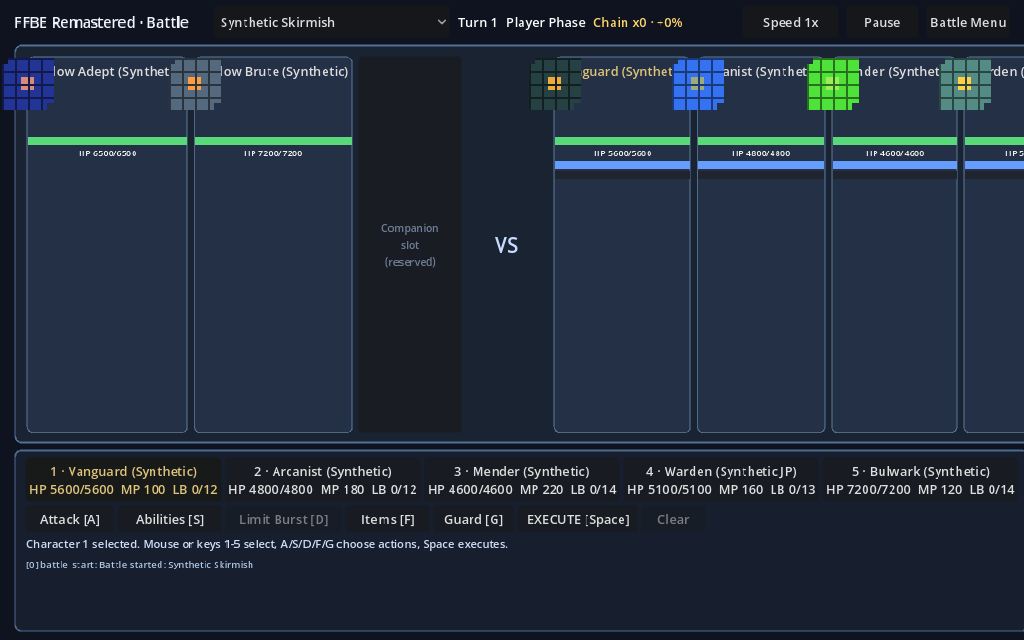 FFBE Remastered · Battle
Synthetic Skirmish
Turn 1 Player Phase Chain x0 · +0%
Speed 1x
Pause
Battle Menu
low Adept (Synthet
low Brute (Synthetic)
guard (Synthet
anist (Synthet
der (Synthet
rden (
HP 6500/6500
HP 7200/7200
HP 5600/5600
HP 4800/4800
HP 4600/4600
HP 5
Companion
slot
(reserved)
VS
1 · Vanguard (Synthetic)
HP 5600/5600 MP 100 LB 0/12
2 · Arcanist (Synthetic)
HP 4800/4800 MP 180 LB 0/12
3 · Mender (Synthetic)
HP 4600/4600 MP 220 LB 0/14
4 · Warden (Synthetic JP)
HP 5100/5100 MP 160 LB 0/13
5 · Bulwark (Synthetic)
HP 7200/7200 MP 120 LB 0/14
Attack [A]
Abilities [S]
Limit Burst [D]
Items [F]
Guard [G]
EXECUTE [Space]
Clear
Character 1 selected. Mouse or keys 1-5 select, A/S/D/F/G choose actions, Space executes.
[0] battle start: Battle started: Synthetic Skirmish